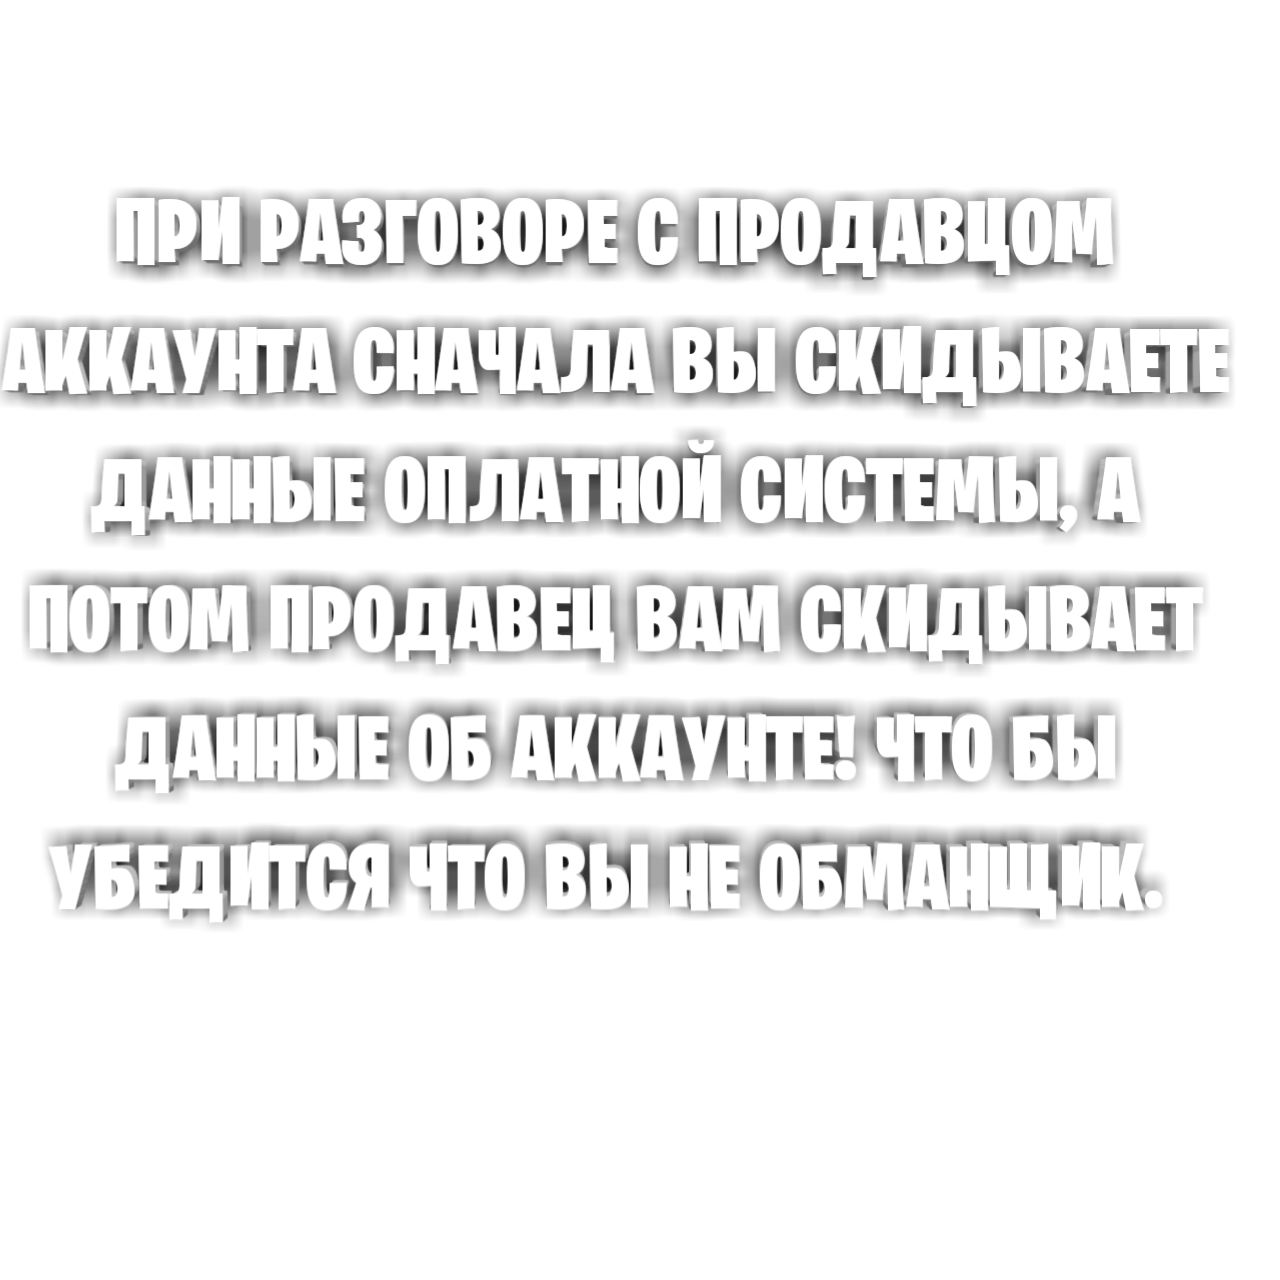 ПРИ РАЗГОВОРЕ С ПРОДАВЦОМ
АККАУНТА СНАЧАЛА ВЫ СКИДЫВАЕТЕ
ДАННЫЕ ОПЛАТНОЙ СИСТЕМЫ, А
ПОТОМ ПРОДАВЕЦ ВАМ СКИДЫВАЕТ
ДАННЫЕ ОБ АККАУНТЕ! ЧТО БЫ
УБЕДИТСЯ ЧТО ВЫ НЕ ОБМАНЩИК.